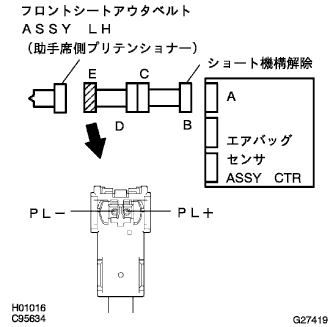 フロントシートアウタベルト
ASSY LH
(助手席側プリテンショナー)
ショート機構解除
E
C
A
D
B
エアバッグ
センサ
ASSY CTR
PL−
PL+
H01016
C95634
G27419